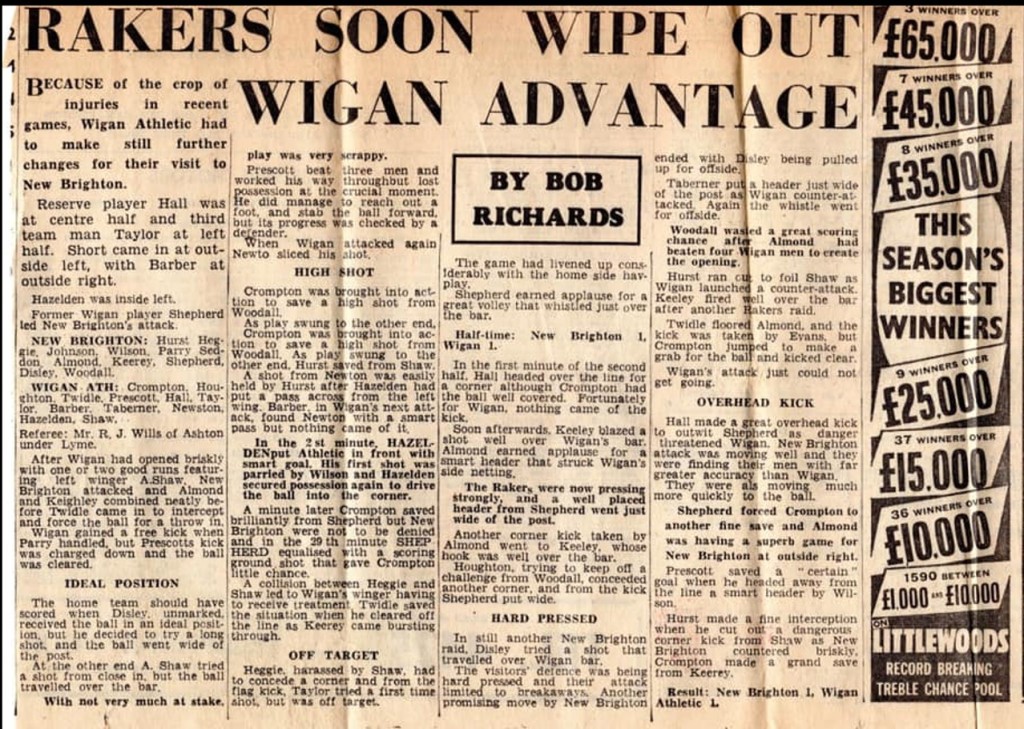 RAKERS SOON WIPE OUT
WIGAN ADVANTAGE
BY BOB
RICHARDS
BECAUSE of the crop of
injuries in recent
games, Wigan Athletic had
to make still further
changes for their visit to
New Brighton.
Reserve player Hall was
at centre half and third
team man Taylor at left
half. Short came in at out-
side left, with Barber at
outside right.
Hazelden was inside left.
Former Wigan player Shepherd
led New Brighton's attack.
NEW BRIGHTON: Hurst Heg-
gie, Johnson, Wilson, Parry Sed-
don, Almond, Keerey, Shepherd,
Disley, Woodall.
WIGAN ATH: Crompton, Hou-
ghton, Twidle, Prescott, Hall, Tay-
lor, Barber, Taberner, Newston,
Hazeldsn, Shaw.
Referee: Mr. R. J. Wills of Ashton
under Lyme.
After Wigan had opened briskly
with one or two good runs featur-
ing left winger A.Shaw, New
Brighton attacked and Almond
and Keighley combined neatly be-
fore Twidle came in to intercept
and force the ball for a throw in.
Wigan gained a free kick when
Parry handled, but Prescotts kick
was charged down and the ball
was cleared.
IDEAL POSITION
The home team should have
scored when Disley, unmarked,
received the ball in an ideal posit-
ion, but he decided to try a long
shot, and the ball went wide of
the post.
At the other end A. Shaw tried
a shot from close in, but the ball
travelled over the bar.
With not very much at stake,
play was very scrappy.
Prescott beat three men and
worked his way throughbut lost
possession at the crucial moment.
He did manage to reach out a
foot, and stab the ball forward,
but its progress was checked by a
defender.
When Wigan attacked again
Newto sliced his shot.
HIGH SHOT
Crompton was brought into act-
tion to save a high shot from
Woodall.
As play swung to the other end,
Crompton was brought into ac-
tion to save a high shot from
Woodall. As play swung to the
other end, Hurst saved from Shaw.
A shot from Newton was easily
held by Hurst after Hazelden had
put a pass across from the left
wing. Barber, in Wigan's next att-
ack, found Newton with a smart
pass but nothing came of it.
In the 2 st minute, HAZEL-
DENput Athletic in front with
smart goal. His first shot was
parried by Wilson and Hazelden
secured possession again to drive
the ball into the corner.
A minute later Crompton saved
brilliantly from Shepherd but New
Brighton were not to be denied
and in the 29th minute SHEP-
HERD equalised with a scoring
ground shot that gave Crompton
little chance.
A collision between Heggie and
Shaw led to Wigan's winger having
to receive treatment. Twidle saved
the situation when he cleared off
the line as Keerey came bursting
through.
OFF TARGET
Heggie, harassed by Shaw, had
to concede a corner and from the
flag kick, Taylor tried a first time
shot, but was off target.
The game had livened up cons-
iderably with the home side hav-
play.
Shepherd earned applause for a
great volley that whistled just over
the bar.
Half-time: New Brighton 1,
Wigan 1.
In the first minute of the second
half, Hall headed over the line for
a corner although Crompton had
the ball well covered. Fortunately
for Wigan, nothing came of the
kick.
Soon afterwards, Keeley blazed a
shot well over Wigan's bar.
Almond earned applause for a
smart header that struck Wigan's
side netting.
The Rakers were now pressing
strongly, and a well placed
header from Shepherd went just
wide of the post.
Another corner kick taken by
Almond went to Keeley, whose
hook was well over the bar.
Houghton, trying to keep off a
challenge from Woodall, conceeded
another corner, and from the kick
Shepherd put wide.
HARD PRESSED
In still another New Brighton
raid, Disley tried a shot that
travelled over Wigan bar.
The visitors' defence was being
hard pressed and their attack
limited to breakaways. Another
promising move by New Brighton
ended with Disley being pulled
up for offside.
Taberner put a header just wide
of the post as Wigan counter-at-
tacked. Again the whistle went
for offside.
Woodall wasted a great scoring
chance after Almond had
beaten four Wigan men to create
the opening.
Hurst ran out to foil Shaw as
Wigan launched a counter-attack.
Keeley fired well over the bar
after another Rakers raid.
Twidle floored Almond, and the
kick was taken by Evans, but
Crompton jumped to make a
grab for the ball and kicked clear.
Wigan's attack just could not
get going.
OVERHEAD KICK
Hall made a great overhead kick
to outwit Shepherd as danger
threatened Wigan. New Brighton
attack was moving well and they
were finding their men with far
greater accuracy than Wigan.
They were als moving much
more quickly to the ball.
Shepherd forced Crompton to
another fine save and Almond
was having a superb game for
New Brighton at outside right.
Prescott saved a "certain"
goal when he headed away from
the line a smart header by Wil-
son.
Hurst made a fine interception
when he cut out a dangerous
corner kick from Shaw as New
Brighton countered briskly.
Crompton made a grand save
from Keerey.
Result: New Brighton 1, Wigan
Athletic 1.
3 WINNERS OVER
£65.000
7 WINNERS OVER
£45.000
8 WINNERS OVER
£35.000
THIS
SEASON'S
BIGGEST
WINNERS
9 WINNERS OVER
£25.000
37 WINNERS OVER
£15.000
36 WINNERS OVER
£10.000
1590 BETWEEN
£1.000 AND £10000
ON
LITTLEWOODS
RECORD BREAKING
TREBLE CHANCE POOL